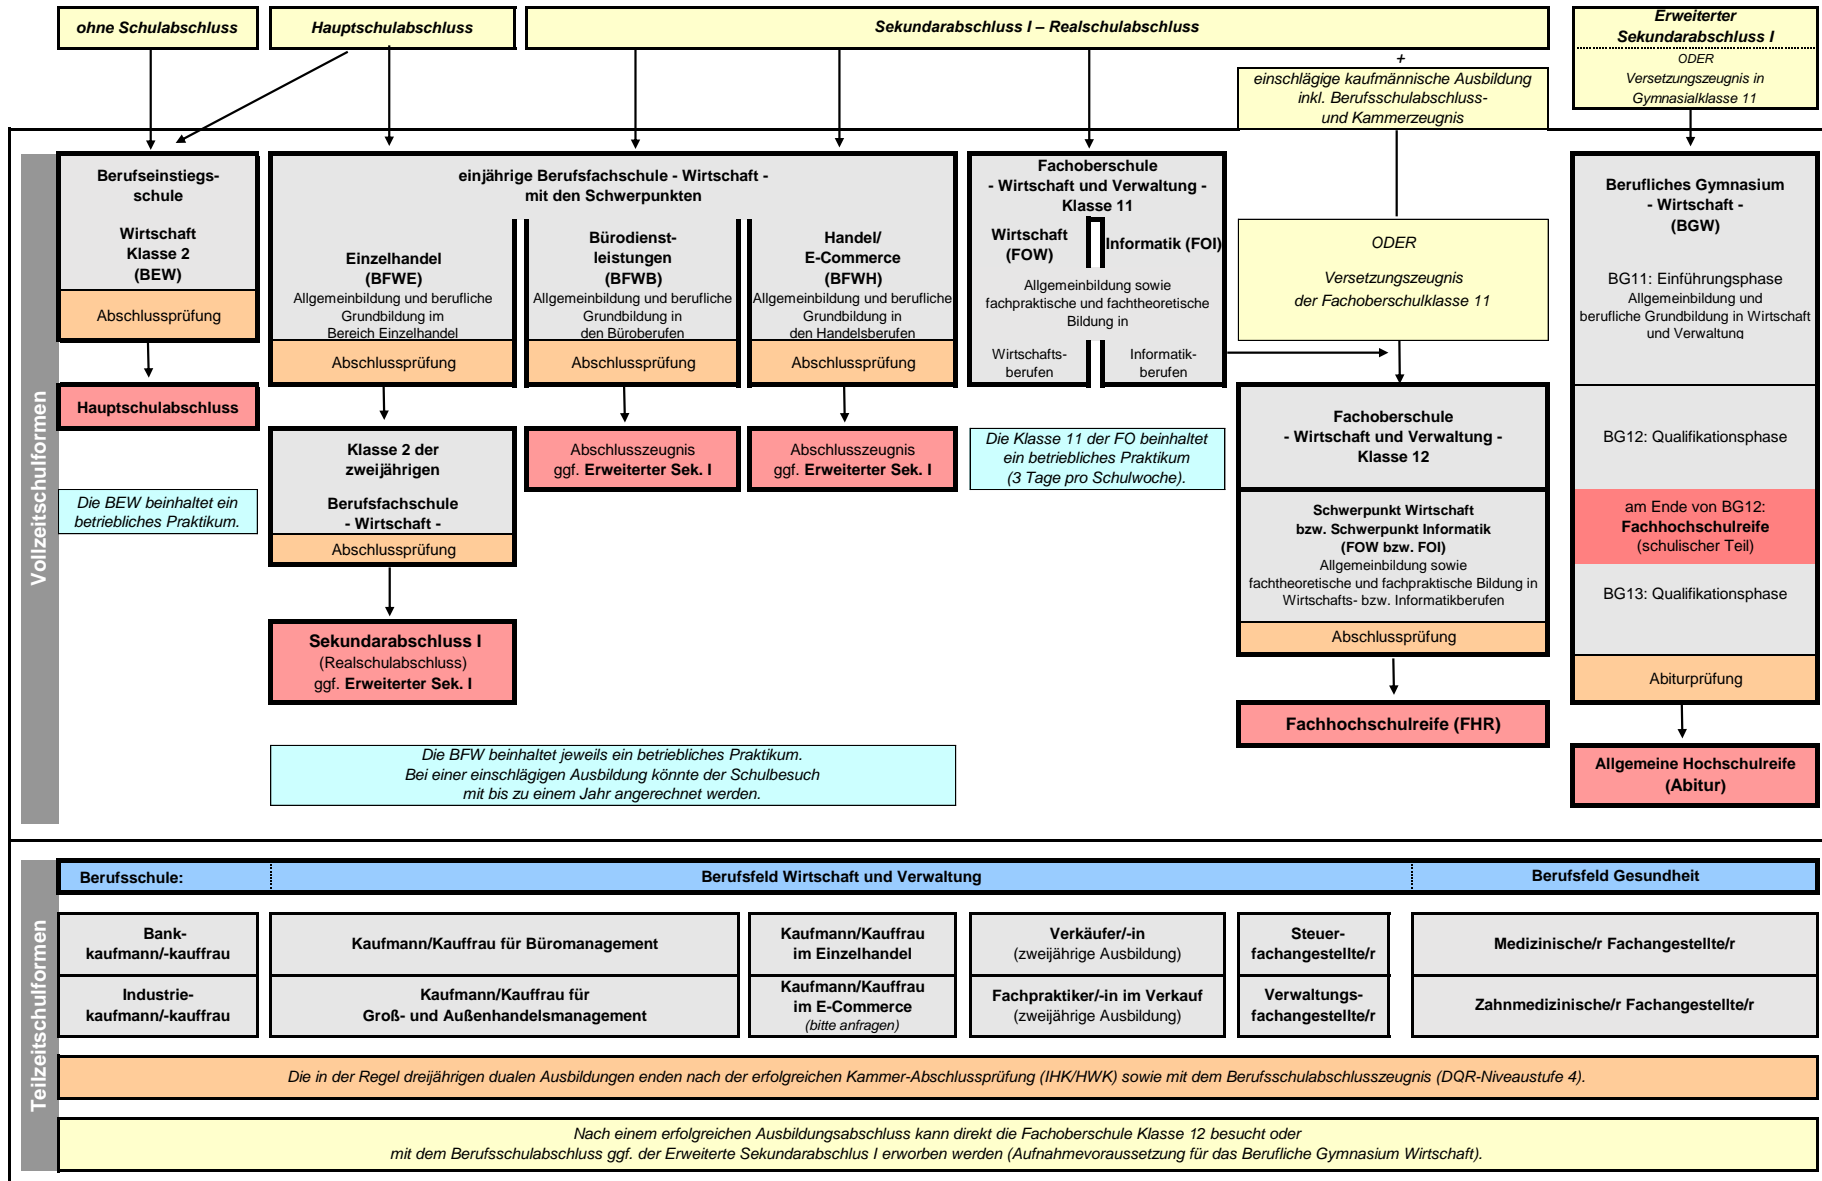 ohne Schulabschluss
Hauptschulabschluss
Sekundarabschluss I – Realschulabschluss
Erweiterter
Sekundarabschluss I
ODER
Versetzungszeugnis in
Gymnasialklasse 11
+
einschlägige kaufmännische Ausbildung
inkl. Berufsschulabschluss-
und Kammerzeugnis
Vollzeitschulformen
Berufseinstiegs-
schule
Wirtschaft
Klasse 2
(BEW)
Abschlussprüfung
Hauptschulabschluss
Die BEW beinhaltet ein
betriebliches Praktikum.
einjährige Berufsfachschule - Wirtschaft -
mit den Schwerpunkten
Einzelhandel
(BFWE)
Allgemeinbildung und berufliche
Grundbildung im
Bereich Einzelhandel
Abschlussprüfung
Bürodienst-
leistungen
(BFWB)
Allgemeinbildung und berufliche
Grundbildung in
den Büroberufen
Abschlussprüfung
Handel/
E-Commerce
(BFWH)
Allgemeinbildung und berufliche
Grundbildung in
den Handelsberufen
Abschlussprüfung
Klasse 2 der
zweijährigen
Berufsfachschule
- Wirtschaft -
Abschlussprüfung
Sekundarabschluss I
(Realschulabschluss)
ggf. Erweiterter Sek. I
Abschlusszeugnis
ggf. Erweiterter Sek. I
Abschlusszeugnis
ggf. Erweiterter Sek. I
Die BFW beinhaltet jeweils ein betriebliches Praktikum.
Bei einer einschlägigen Ausbildung könnte der Schulbesuch
mit bis zu einem Jahr angerechnet werden.
Fachoberschule
- Wirtschaft und Verwaltung -
Klasse 11
Wirtschaft
(FOW)
Informatik (FOI)
Allgemeinbildung sowie
fachpraktische und fachtheoretische
Bildung in
Wirtschafts-
berufen
Informatik-
berufen
Die Klasse 11 der FO beinhaltet
ein betriebliches Praktikum
(3 Tage pro Schulwoche).
ODER
Versetzungszeugnis
der Fachoberschulklasse 11
Fachoberschule
- Wirtschaft und Verwaltung -
Klasse 12
Schwerpunkt Wirtschaft
bzw. Schwerpunkt Informatik
(FOW bzw. FOI)
Allgemeinbildung sowie
fachtheoretische und fachpraktische Bildung in
Wirtschafts- bzw. Informatikberufen
Abschlussprüfung
Fachhochschulreife (FHR)
Berufliches Gymnasium
- Wirtschaft -
(BGW)
BG11: Einführungsphase
Allgemeinbildung und
berufliche Grundbildung in Wirtschaft
und Verwaltung
BG12: Qualifikationsphase
am Ende von BG12:
Fachhochschulreife
(schulischer Teil)
BG13: Qualifikationsphase
Abiturprüfung
Allgemeine Hochschulreife
(Abitur)
Teilzeitschulformen
Berufsschule:
Berufsfeld Wirtschaft und Verwaltung
Berufsfeld Gesundheit
Bank-
kaufmann/-kauffrau
Kaufmann/Kauffrau für Büromanagement
Kaufmann/Kauffrau
im Einzelhandel
Verkäufer/-in
(zweijährige Ausbildung)
Steuer-
fachangestellte/r
Medizinische/r Fachangestellte/r
Industrie-
kaufmann/-kauffrau
Kaufmann/Kauffrau für
Groß- und Außenhandelsmanagement
Kaufmann/Kauffrau
im E-Commerce
(bitte anfragen)
Fachpraktiker/-in im Verkauf
(zweijährige Ausbildung)
Verwaltungs-
fachangestellte/r
Zahnmedizinische/r Fachangestellte/r
Die in der Regel dreijährigen dualen Ausbildungen enden nach der erfolgreichen Kammer-Abschlussprüfung (IHK/HWK) sowie mit dem Berufsschulabschlusszeugnis (DQR-Niveaustufe 4).
Nach einem erfolgreichen Ausbildungsabschluss kann direkt die Fachoberschule Klasse 12 besucht oder
mit dem Berufsschulabschluss ggf. der Erweiterte Sekundarabschlus I erworben werden (Aufnahmevoraussetzung für das Berufliche Gymnasium Wirtschaft).